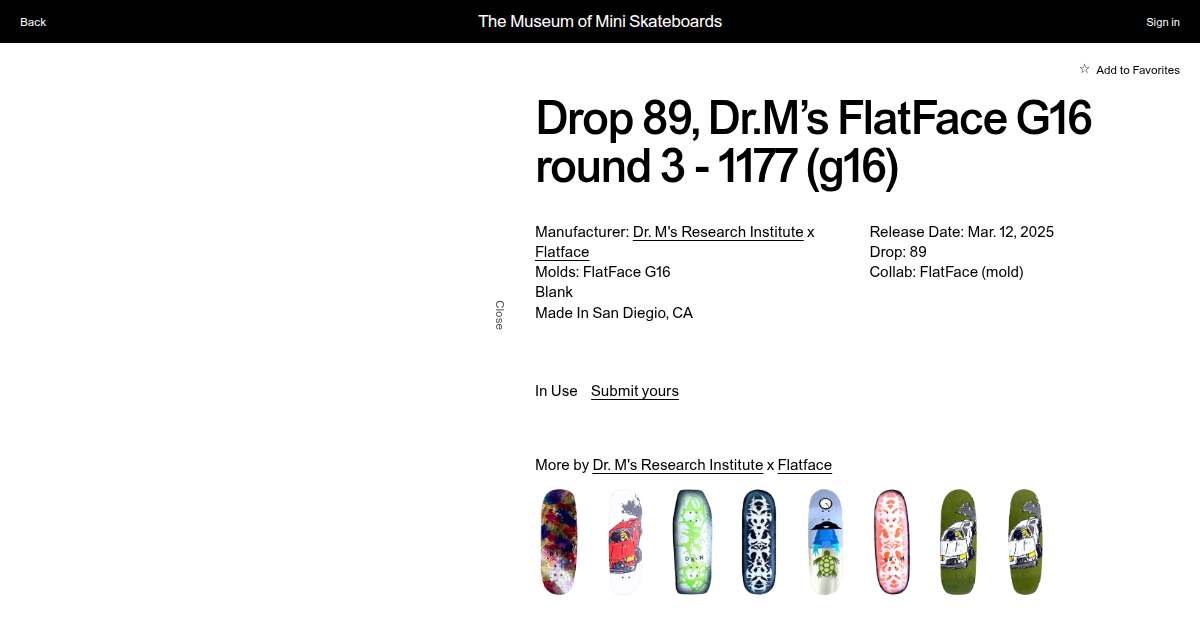 Back
The Museum of Mini Skateboards
Sign in
☆ Add to Favorites
Drop 89, Dr.M’s FlatFace G16
round 3 - 1177 (g16)
Manufacturer: Dr. M's Research Institute x
Flatface
Molds: FlatFace G16
Blank
Made In San Diegio, CA
Release Date: Mar. 12, 2025
Drop: 89
Collab: FlatFace (mold)
Close
In Use Submit yours
More by Dr. M's Research Institute x Flatface